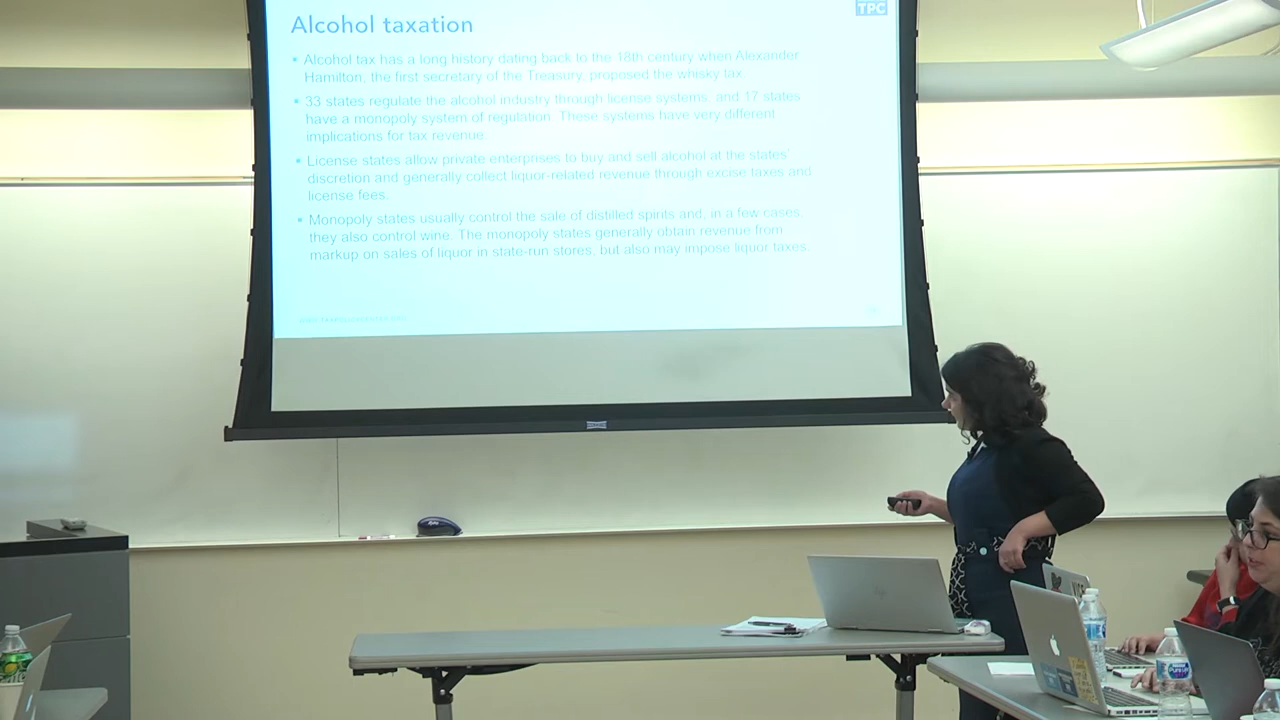 TPC
Alcohol taxation
Alcohol tax has a long history dating back to the 18th century when Alexander
Hamilton, the first secretary of the Treasury, proposed the whisky tax.
33 states regulate the alcohol industry through license systems, and 17 states
have a monopoly system of regulation. These systems have very different
implications for tax revenue.
License states allow private enterprises to buy and sell alcohol at the states'
discretion and generally collect liquor-related revenue through excise taxes and
license fees.
Monopoly states usually control the sale of distilled spirits and, in a few cases,
they also control wine. The monopoly states generally obtain revenue from
markup on sales of liquor in state-run stores, but also may impose liquor taxes.